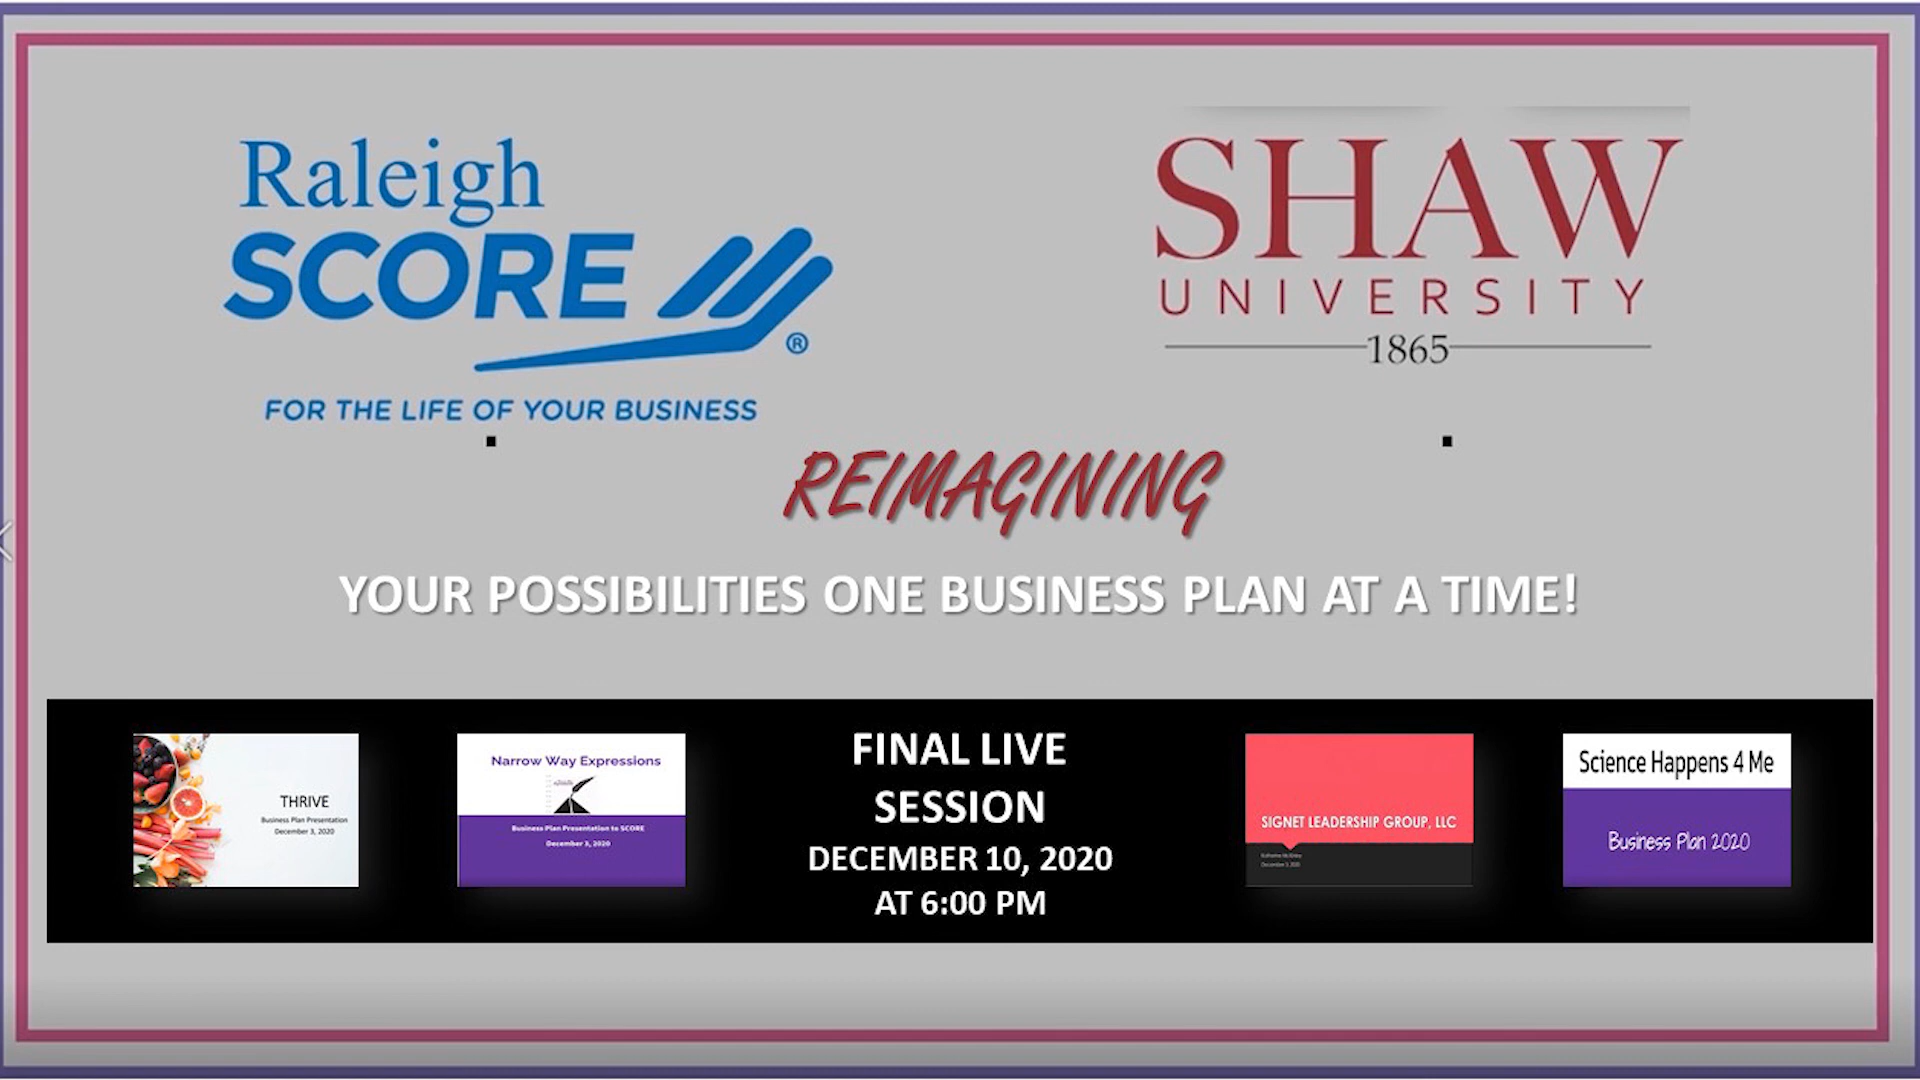 Raleigh
SCORE
®
FOR THE LIFE OF YOUR BUSINESS
SHAW
UNIVERSITY
1865
REIMAGINING
YOUR POSSIBILITIES ONE BUSINESS PLAN AT A TIME!
THRIVE
Business Plan Presentation
December 3, 2020
Narrow Way Expressions
Business Plan Presentation to SCORE
December 3, 2020
FINAL LIVE
SESSION
DECEMBER 10, 2020
AT 6:00 PM
SIGNET LEADERSHIP GROUP, LLC
December 3, 2020
Science Happens 4 Me
Business Plan 2020